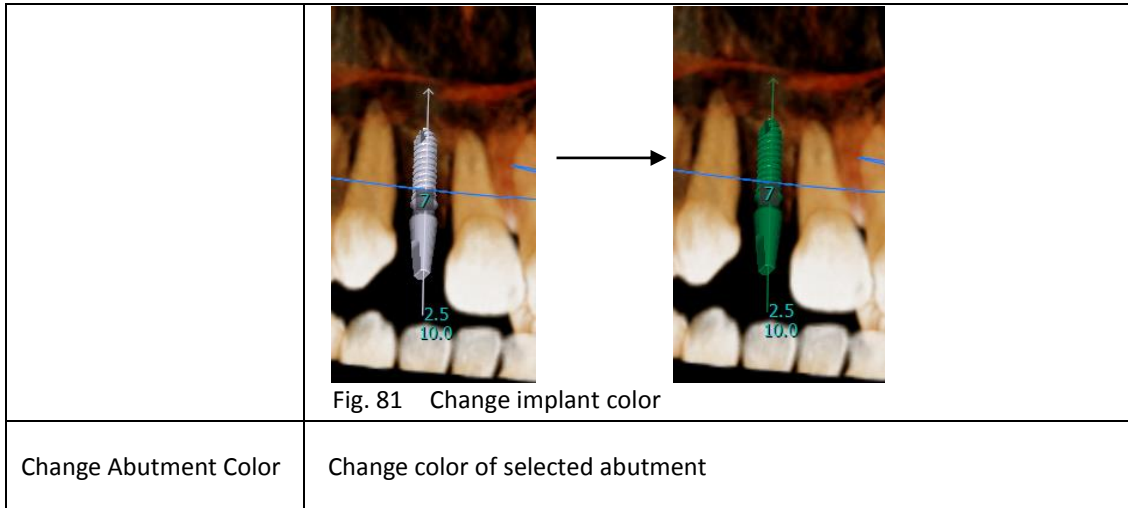 7
2.5
10.0
7
2.5
10.0
Fig. 81 Change implant color
Change Abutment Color
Change color of selected abutment